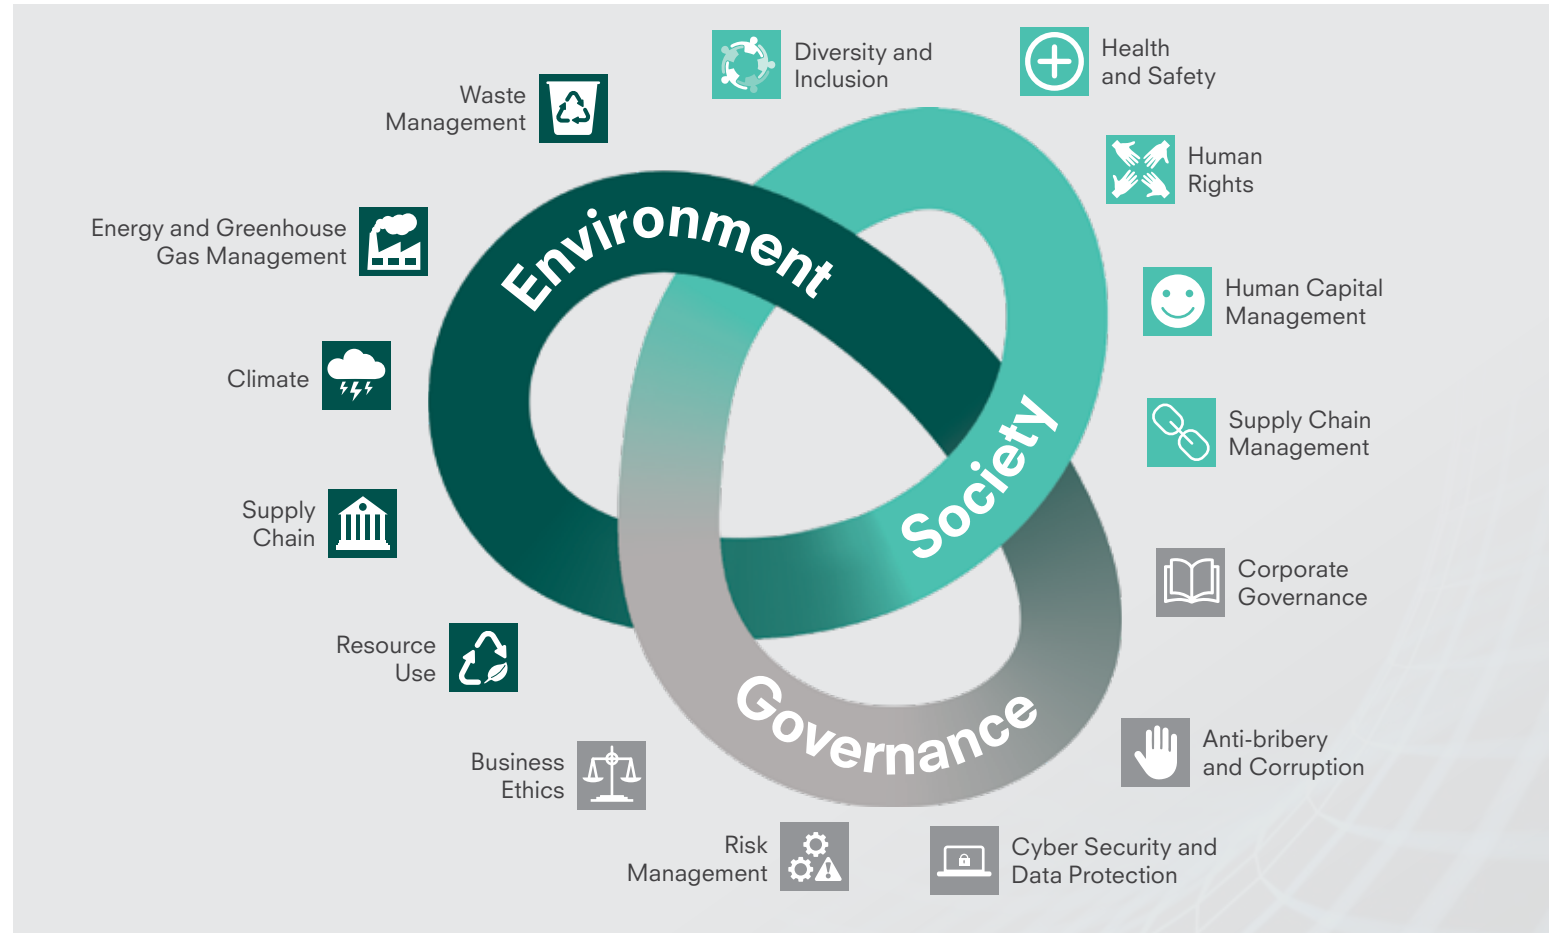 Diversity and
Inclusion
Health
and Safety
Waste
Management
Human
Rights
Energy and Greenhouse
Gas Management
Environment
Human Capital
Management
Climate
Society
Supply Chain
Management
Supply
Chain
Corporate
Governance
Resource
Use
Governance
Anti-bribery
and Corruption
Business
Ethics
Risk
Management
Cyber Security and
Data Protection